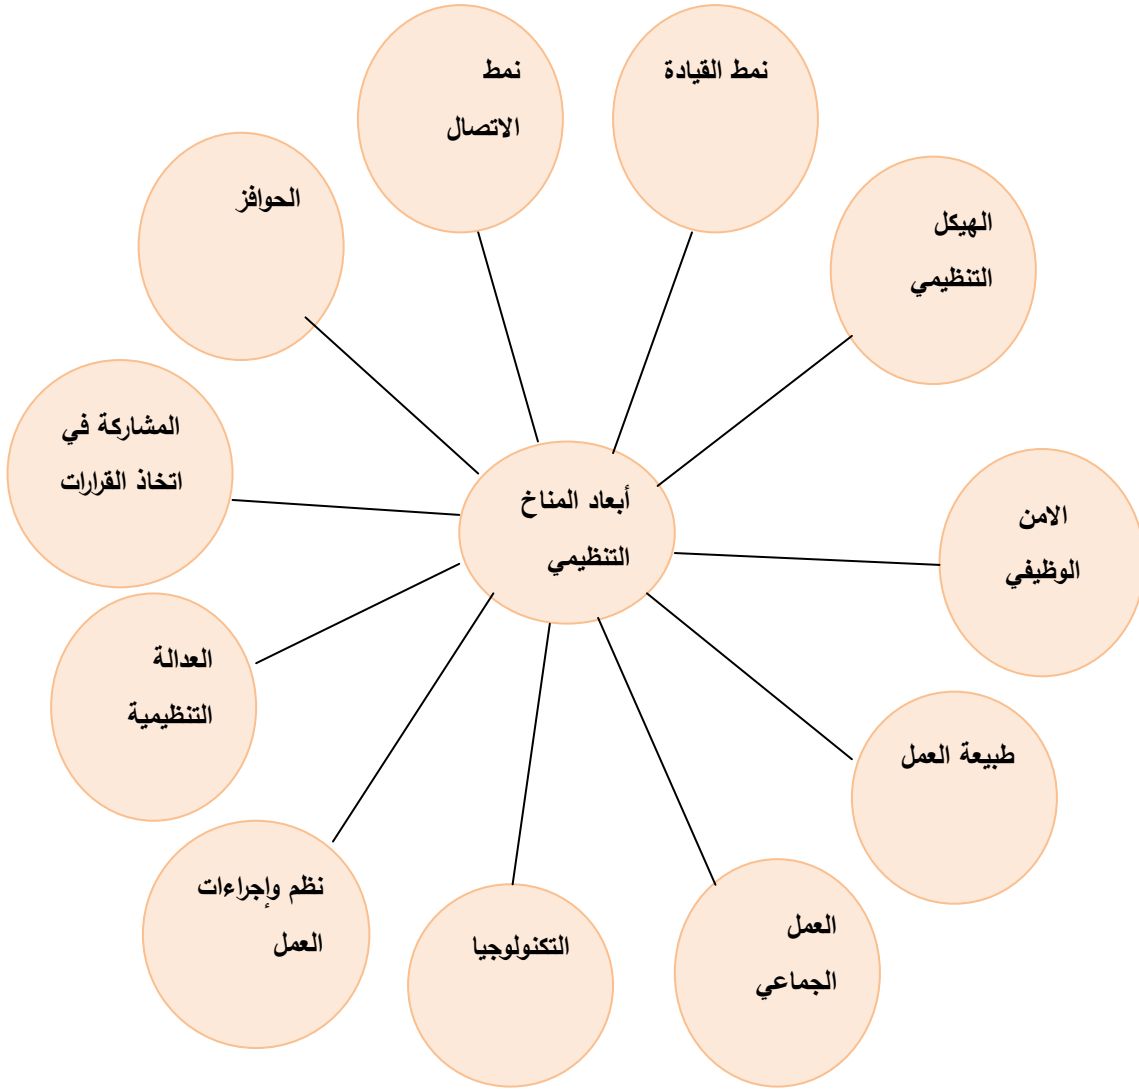 نمط القيادة
نمط
الاتصال
الهيكل
التنظيمي
الحوافز
المشاركة في
اتخاذ القرارات
أبعاد المناخ
التنظيمي
الامن
الوظيفي
العدالة
التنظيمية
طبيعة العمل
نظم وإجراءات
العمل
التكنولوجيا
العمل
الجماعي